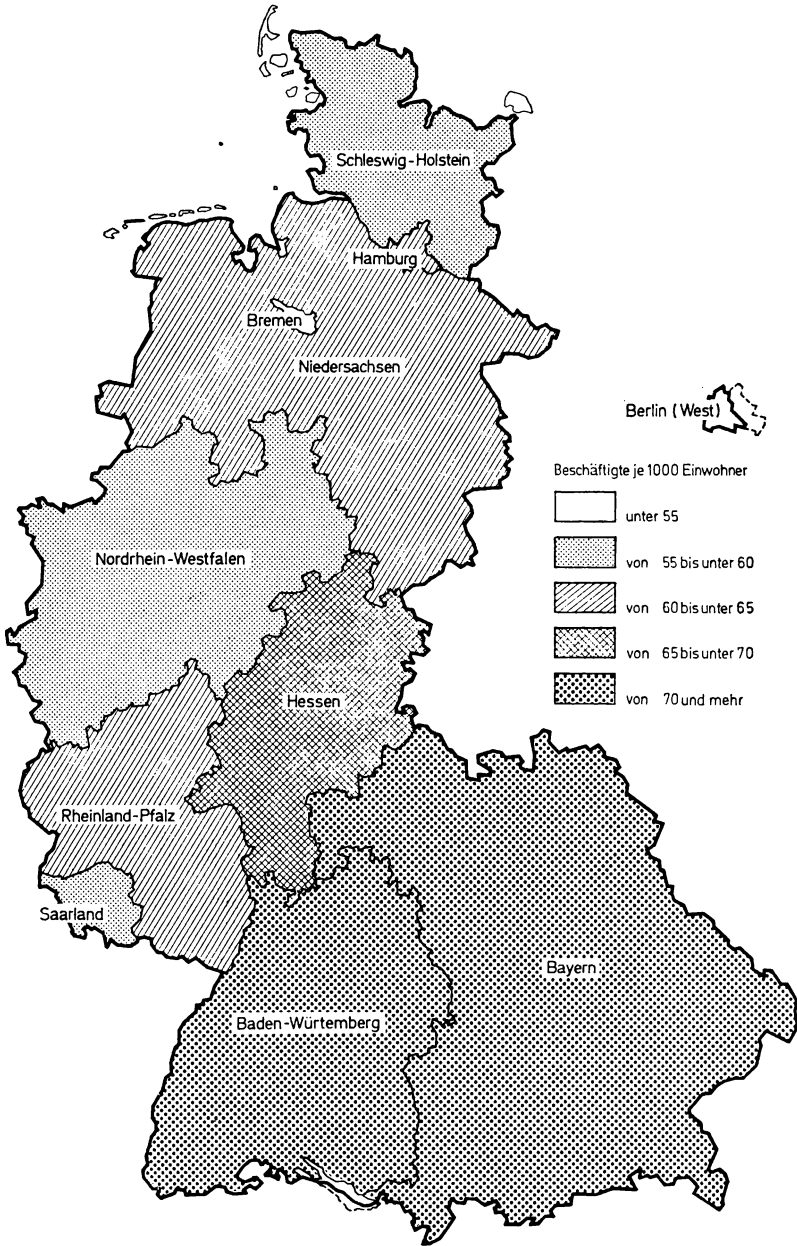 Schleswig-Holstein
Hamburg
Bremen
Niedersachsen
Berlin (West)
Beschäftigte je 1000 Einwohner
unter 55
von 55 bis unter 60
von 60 bis unter 65
von 65 bis unter 70
von 70 und mehr
Nordrhein-Westfalen
Hessen
Rheinland-Pfalz
Saarland
Bayern
Baden-Würtemberg